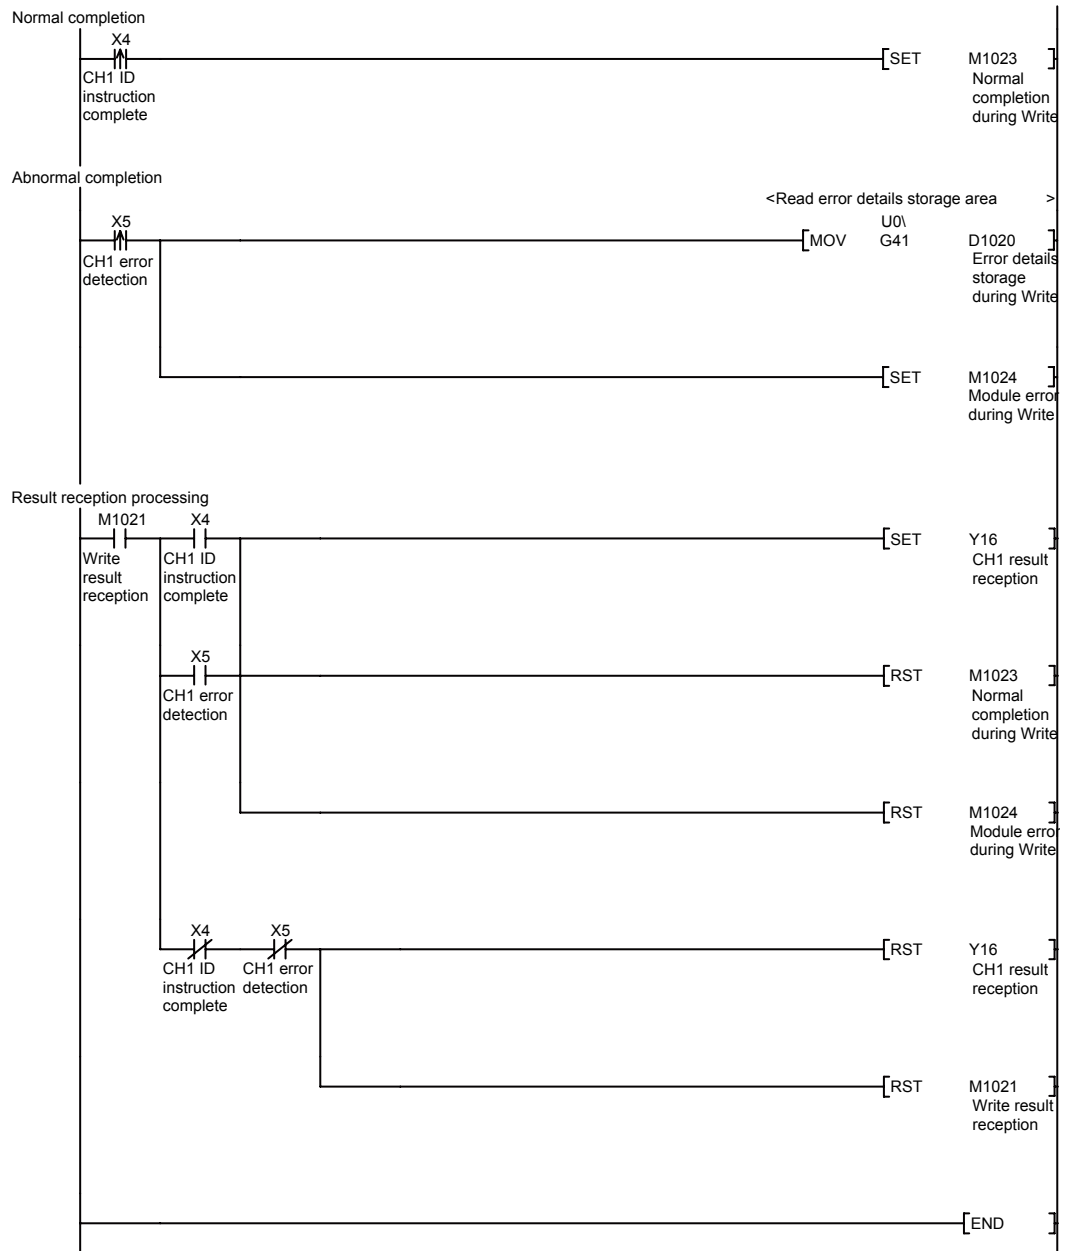 Normal completion
X4
SET M1023
CH1 ID
instruction
complete
Normal
completion
during Write
Abnormal completion
<Read error details storage area >
X5
U0\
MOV G41 D1020
CH1 error
detection
Error details
storage
during Write
SET M1024
Module error
during Write
Result reception processing
M1021 X4
SET Y16
Write
result
reception
CH1 ID
instruction
complete
CH1 result
reception
X5
RST M1023
CH1 error
detection
Normal
completion
during Write
RST M1024
Module error
during Write
X4 X5
RST Y16
CH1 ID
instruction
complete
CH1 error
detection
CH1 result
reception
RST M1021
Write result
reception
END